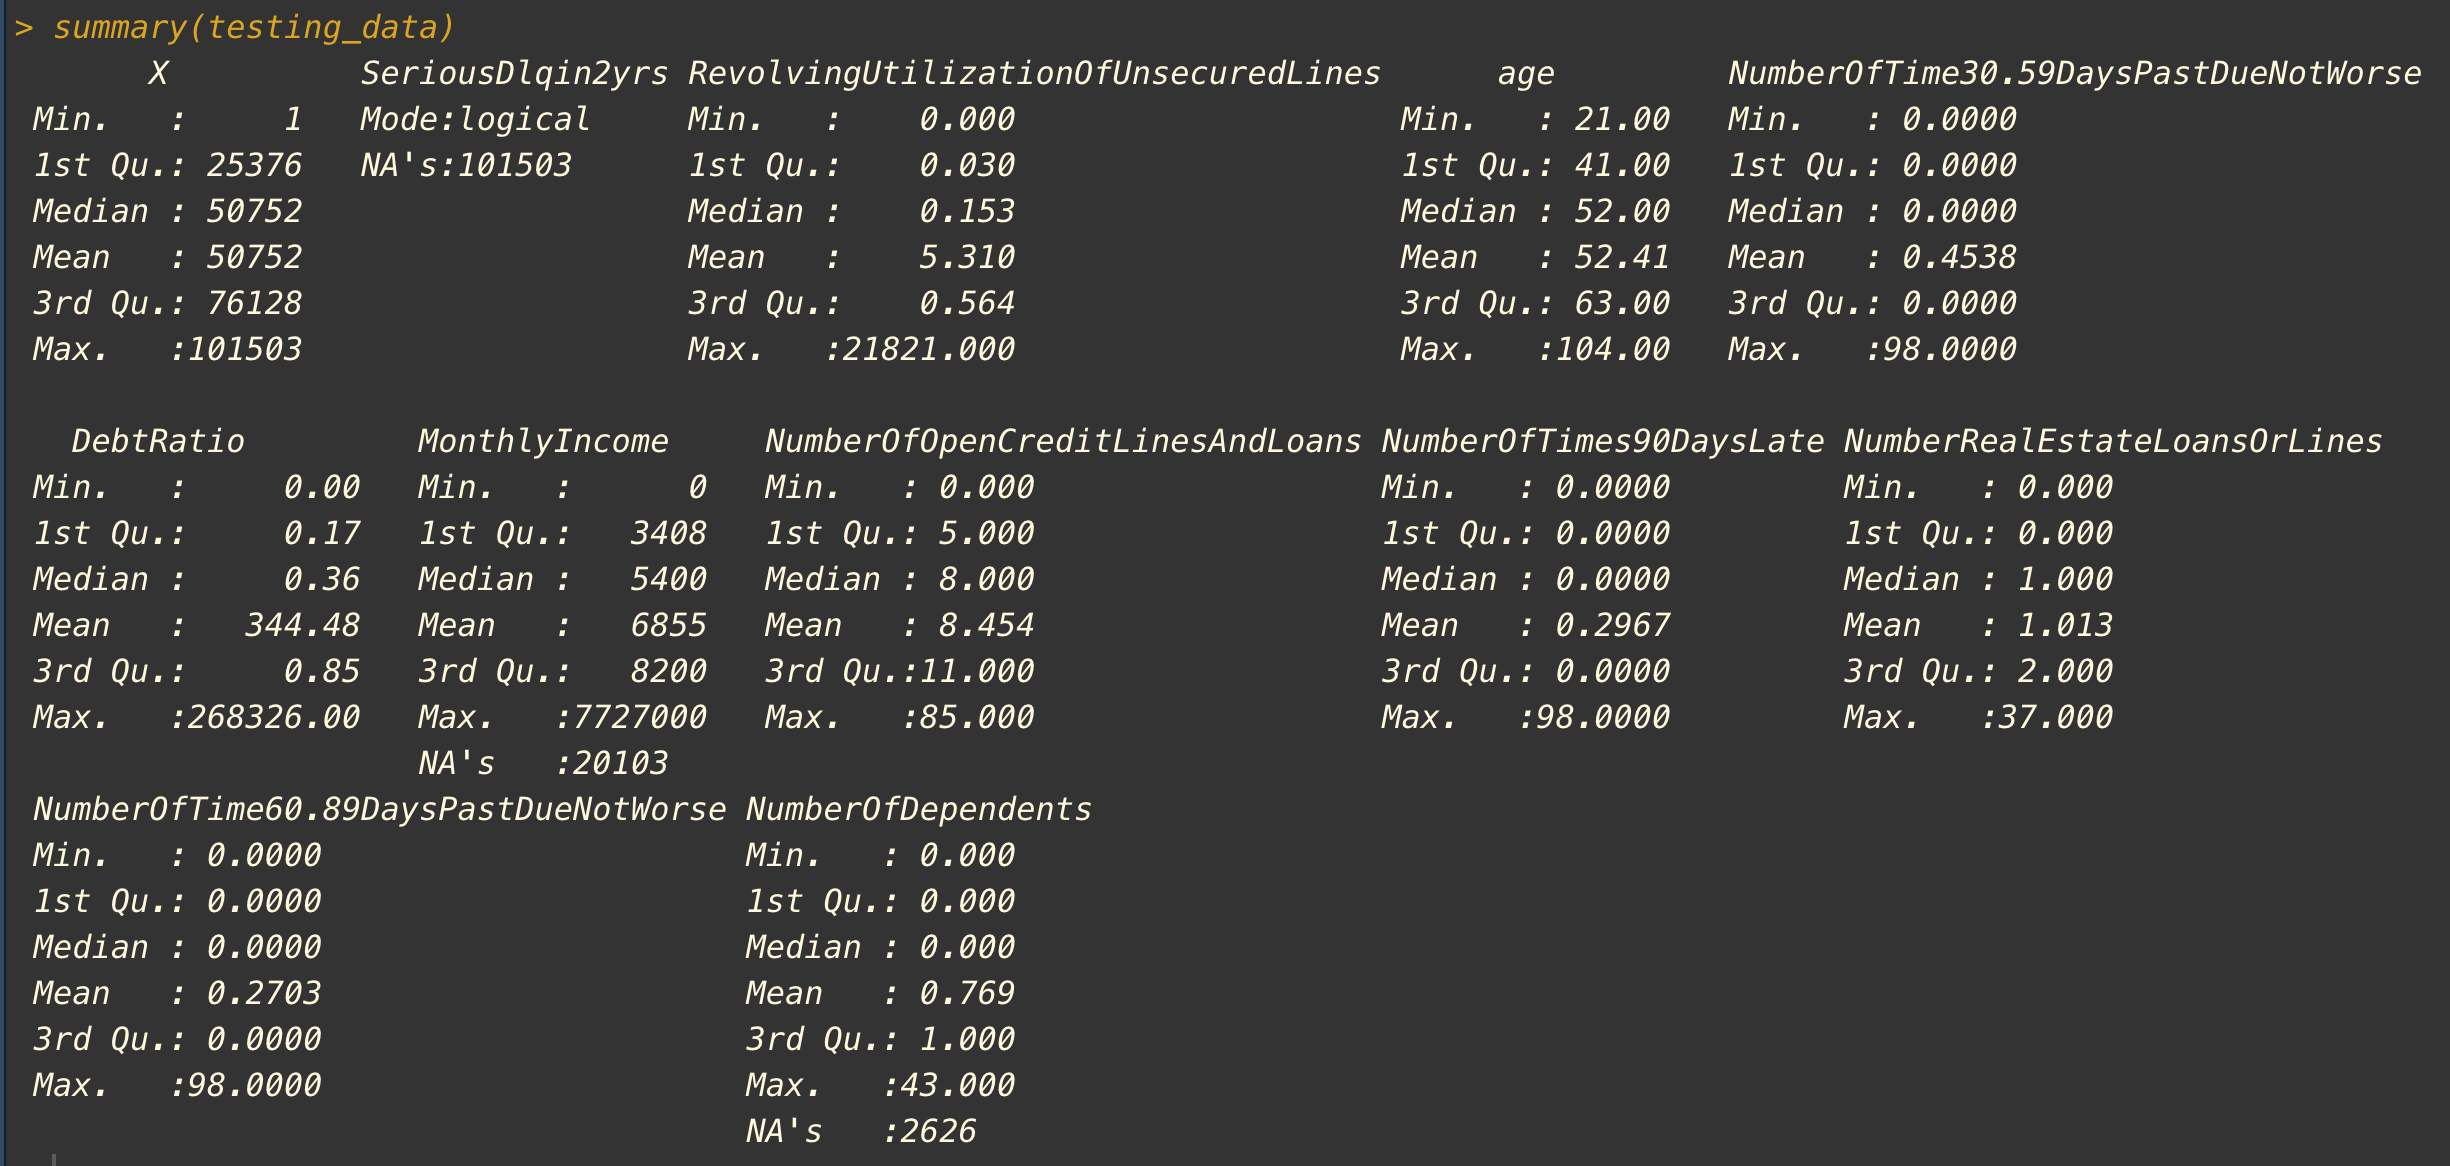 > summary(testing_data)
X SeriousDlqin2yrs RevolvingUtilizationOfUnsecuredLines age NumberOfTime30.59DaysPastDueNotWorse
Min. : 1 Mode:logical Min. : 0.000 Min. : 21.00 Min. : 0.0000
1st Qu.: 25376 NA's:101503 1st Qu.: 0.030 1st Qu.: 41.00 1st Qu.: 0.0000
Median : 50752 Median : 0.153 Median : 52.00 Median : 0.0000
Mean : 50752 Mean : 5.310 Mean : 52.41 Mean : 0.4538
3rd Qu.: 76128 3rd Qu.: 0.564 3rd Qu.: 63.00 3rd Qu.: 0.0000
Max. :101503 Max. :21821.000 Max. :104.00 Max. :98.0000
DebtRatio MonthlyIncome NumberOfOpenCreditLinesAndLoans NumberOfTimes90DaysLate NumberRealEstateLoansOrLines
Min. : 0.00 Min. : 0 Min. : 0.000 Min. : 0.0000 Min. : 0.000
1st Qu.: 0.17 1st Qu.: 3408 1st Qu.: 5.000 1st Qu.: 0.0000 1st Qu.: 0.000
Median : 0.36 Median : 5400 Median : 8.000 Median : 0.0000 Median : 1.000
Mean : 344.48 Mean : 6855 Mean : 8.454 Mean : 0.2967 Mean : 1.013
3rd Qu.: 0.85 3rd Qu.: 8200 3rd Qu.:11.000 3rd Qu.: 0.0000 3rd Qu.: 2.000
Max. :268326.00 Max. :7727000 Max. :85.000 Max. :98.0000 Max. :37.000
NA's :20103
NumberOfTime60.89DaysPastDueNotWorse NumberOfDependents
Min. : 0.0000 Min. : 0.000
1st Qu.: 0.0000 1st Qu.: 0.000
Median : 0.0000 Median : 0.000
Mean : 0.2703 Mean : 0.769
3rd Qu.: 0.0000 3rd Qu.: 1.000
Max. :98.0000 Max. :43.000
NA's :2626